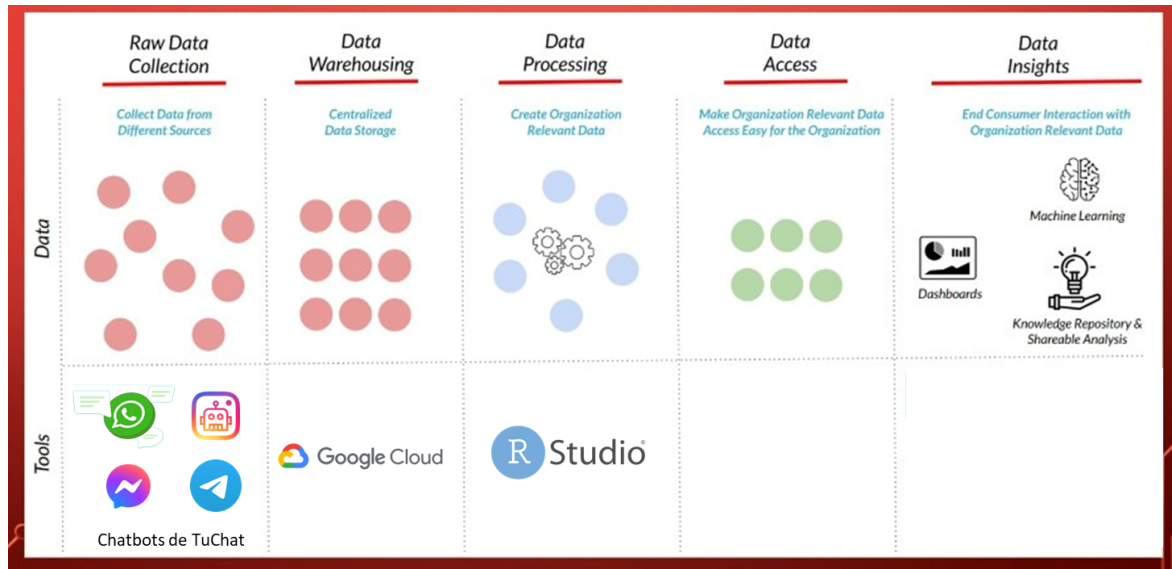 Raw Data
Collection
Data
Warehousing
Data
Processing
Data
Access
Data
Insights
Collect Data from
Different Sources
Centralized
Data Storage
Create Organization
Relevant Data
Make Organization Relevant Data
Access Easy for the Organization
End Consumer Interaction with
Organization Relevant Data
Data
Machine Learning
Dashboards
Knowledge Repository &
Shareable Analysis
Tools
Google Cloud
R Studio®
Chatbots de TuChat